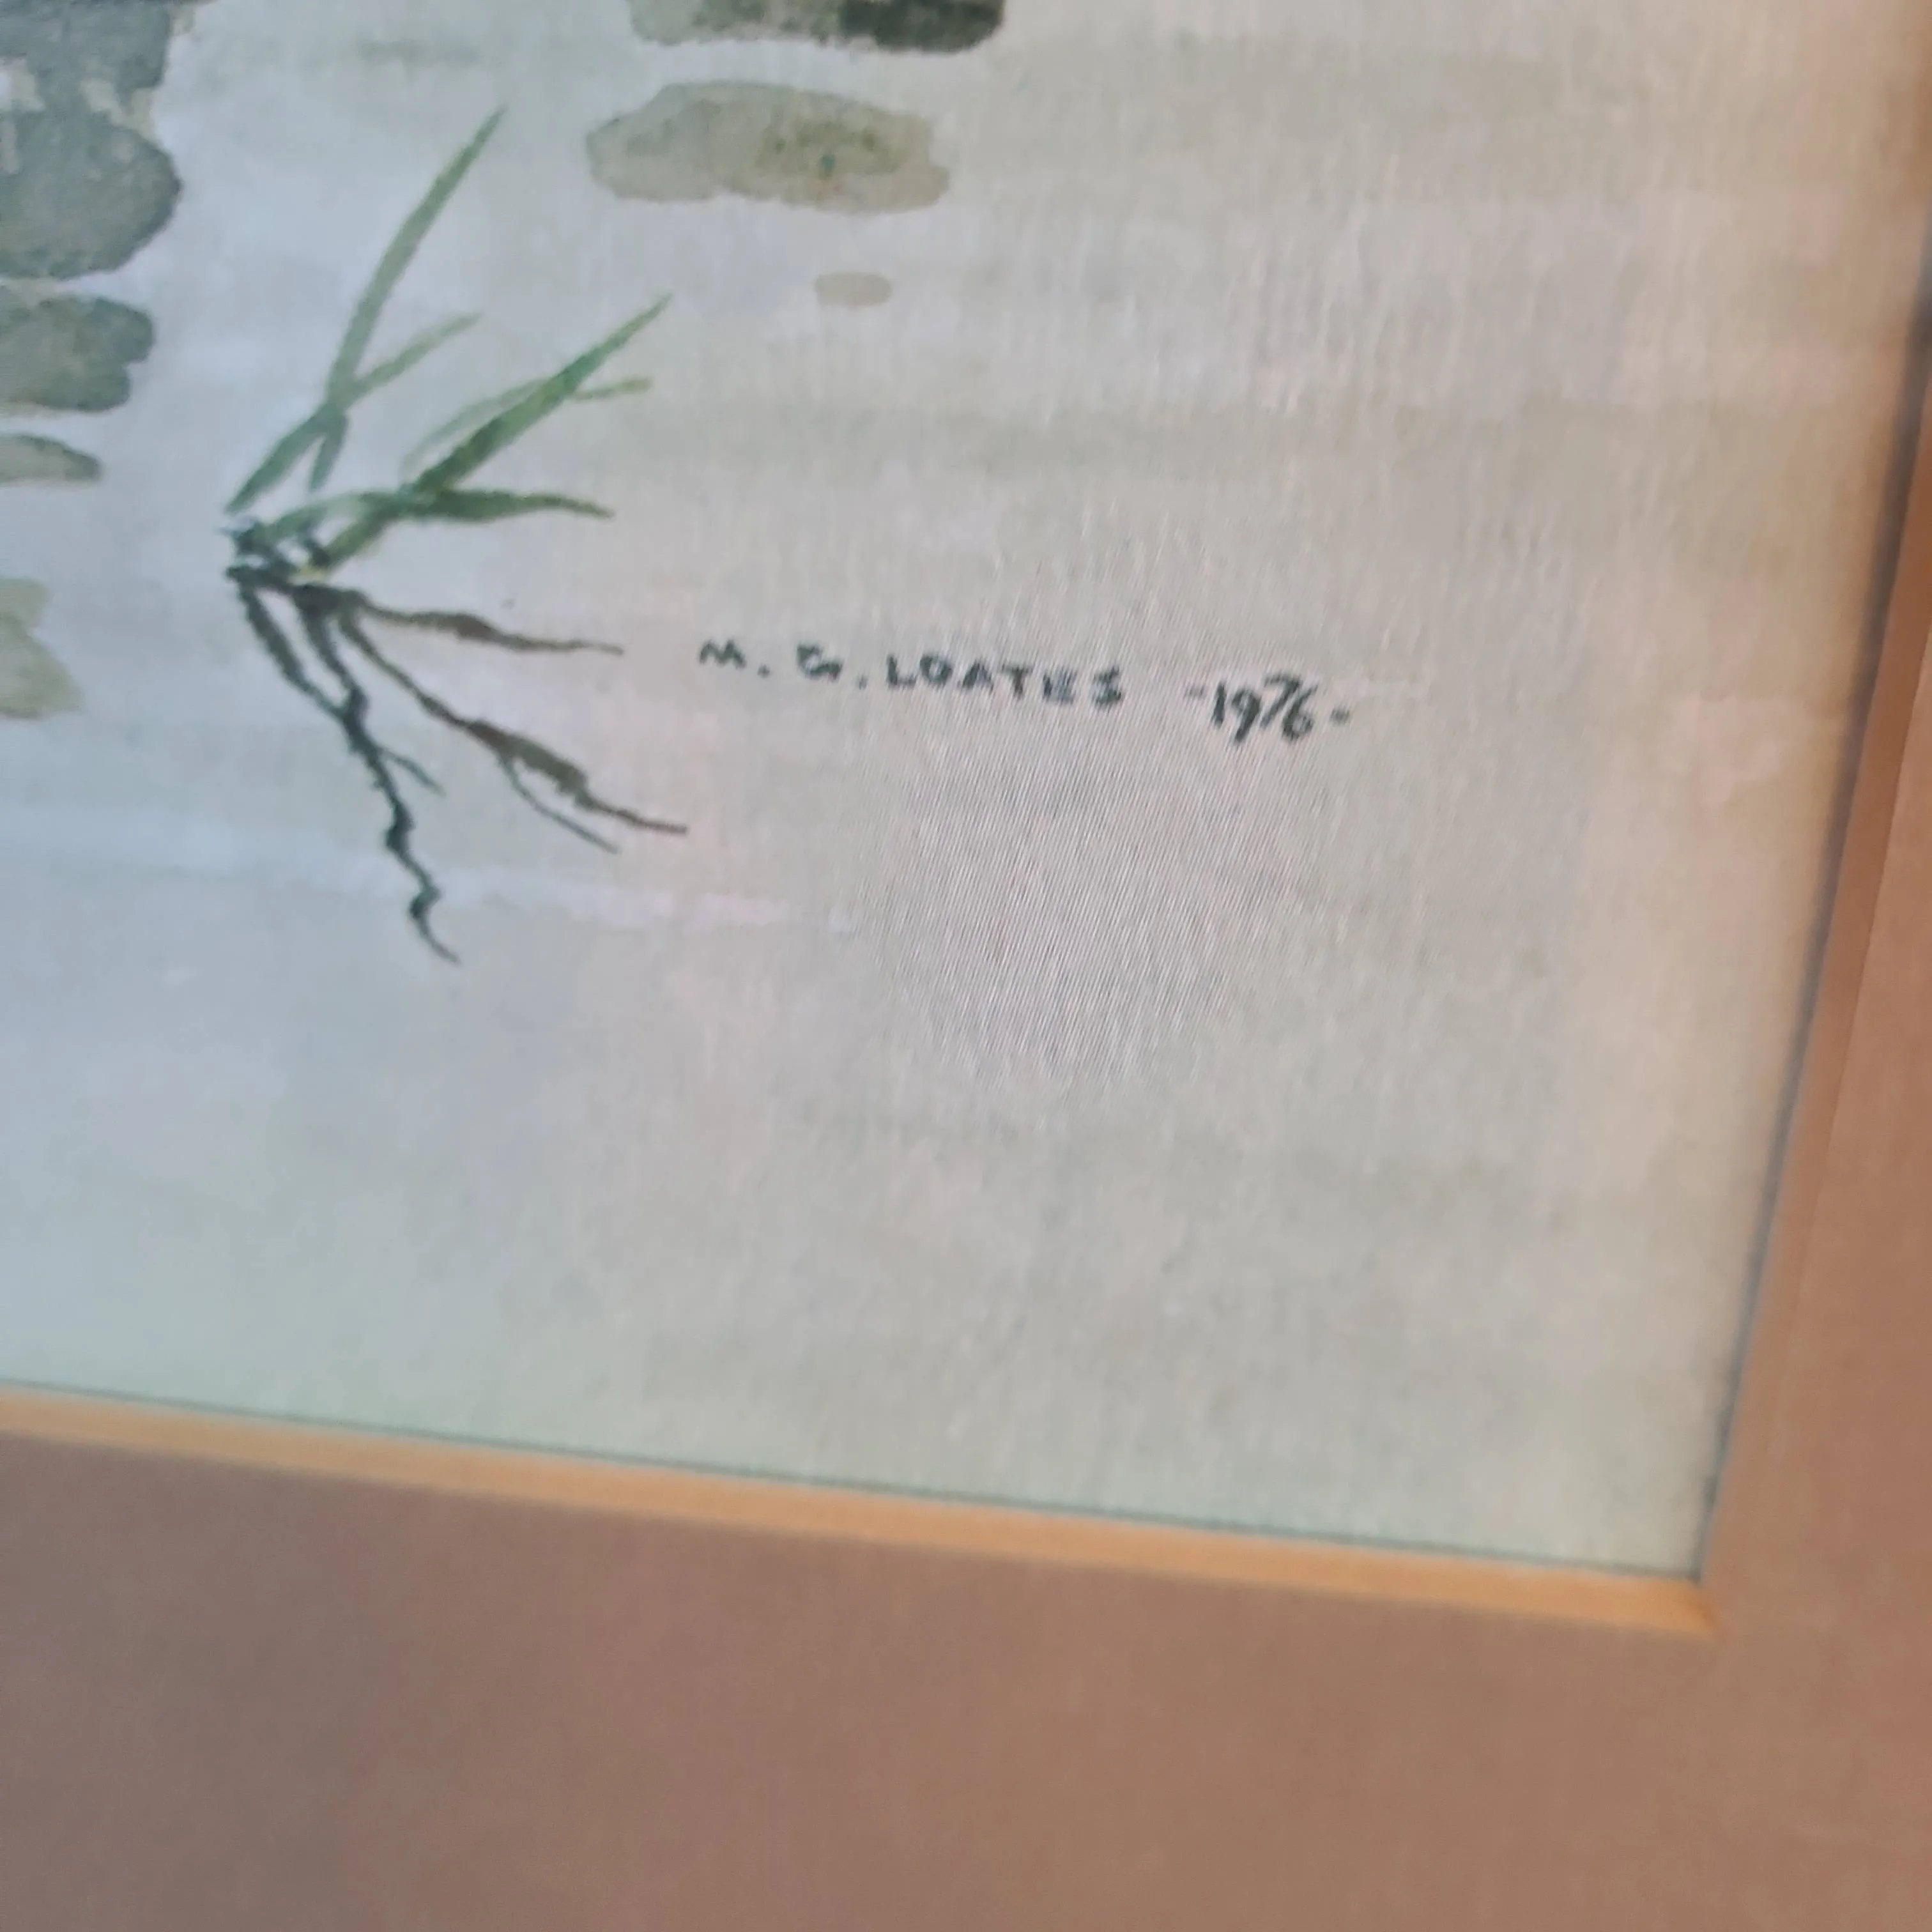 M. G. LOATES -1976-